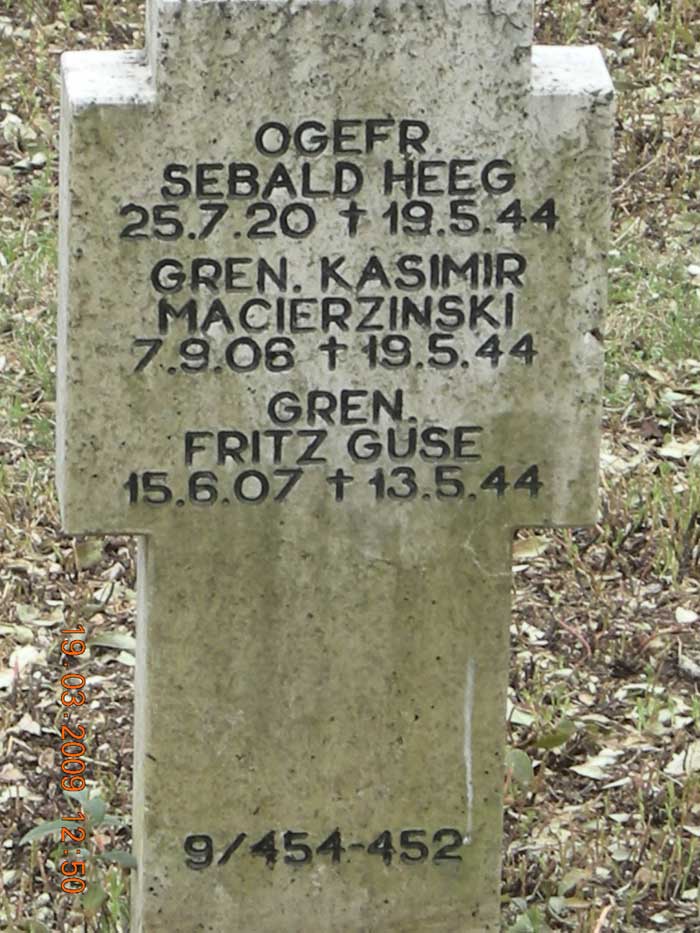 OGEFR.
SEBALD HEEG
25.7.20 † 19.5.44
GREN. KASIMIR
MACIERZINSKI
7.9.06 † 19.5.44
GREN.
FRITZ GUSE
15.6.07 † 13.5.44
9/454-452
19.03.2009 12:50